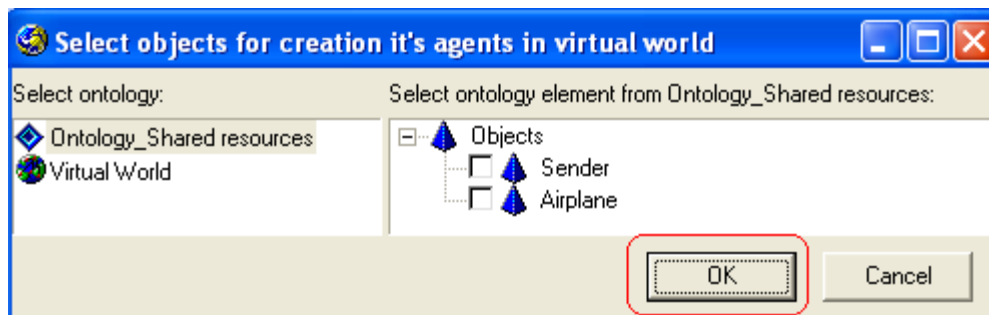 Select objects for creation it's agents in virtual world
Select ontology:
Select ontology element from Ontology_Shared resources:
Ontology_Shared resources
Virtual World
Objects
Sender
Airplane
OK
Cancel